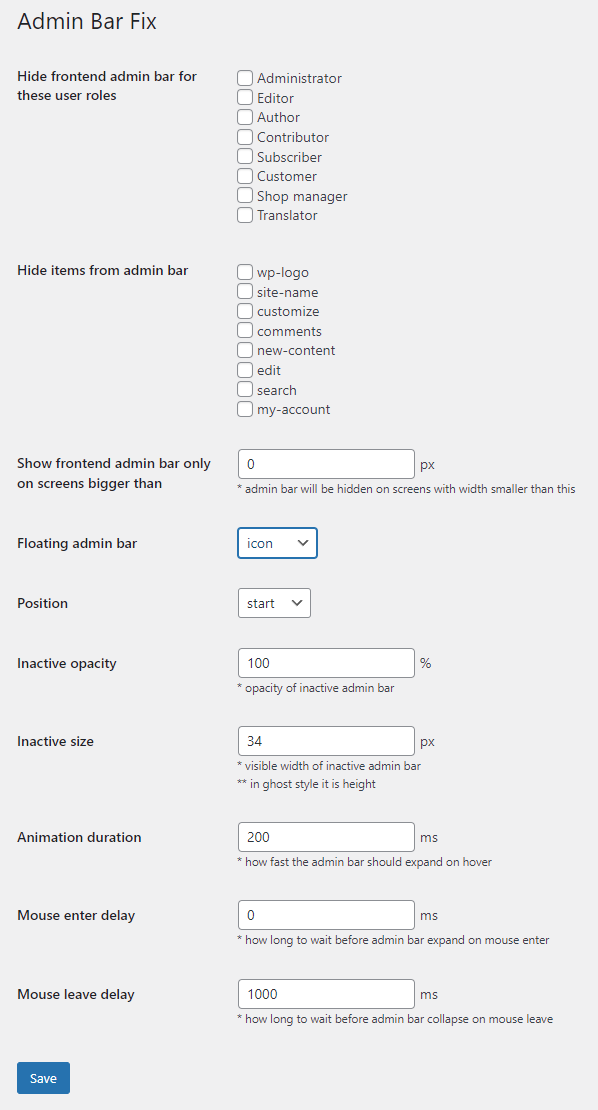 Admin Bar Fix
Hide frontend admin bar for
these user roles
Administrator
Editor
Author
Contributor
Subscriber
Customer
Shop manager
Translator
Hide items from admin bar
wp-logo
site-name
customize
comments
new-content
edit
search
my-account
Show frontend admin bar only
on screens bigger than
0 px
* admin bar will be hidden on screens with width smaller than this
Floating admin bar
icon
Position
start
Inactive opacity
100 %
* opacity of inactive admin bar
Inactive size
34 px
* visible width of inactive admin bar
** in ghost style it is height
Animation duration
200 ms
* how fast the admin bar should expand on hover
Mouse enter delay
0 ms
* how long to wait before admin bar expand on mouse enter
Mouse leave delay
1000 ms
* how long to wait before admin bar collapse on mouse leave
Save